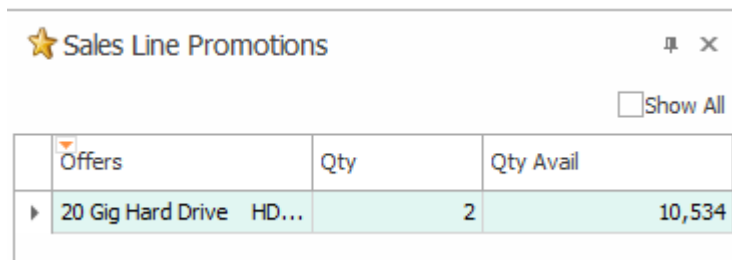 Sales Line Promotions
Show All
Offers Qty Qty Avail
20 Gig Hard Drive HD... 2 10,534